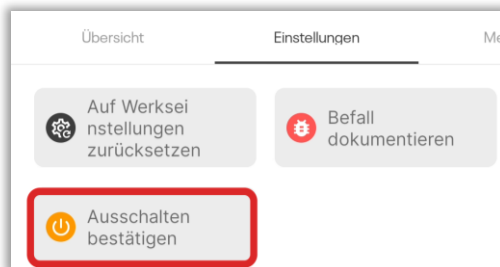 Übersicht Einstellungen Me
Auf Werksei
nstellungen
zurücksetzen
Befall
dokumentieren
Ausschalten
bestätigen